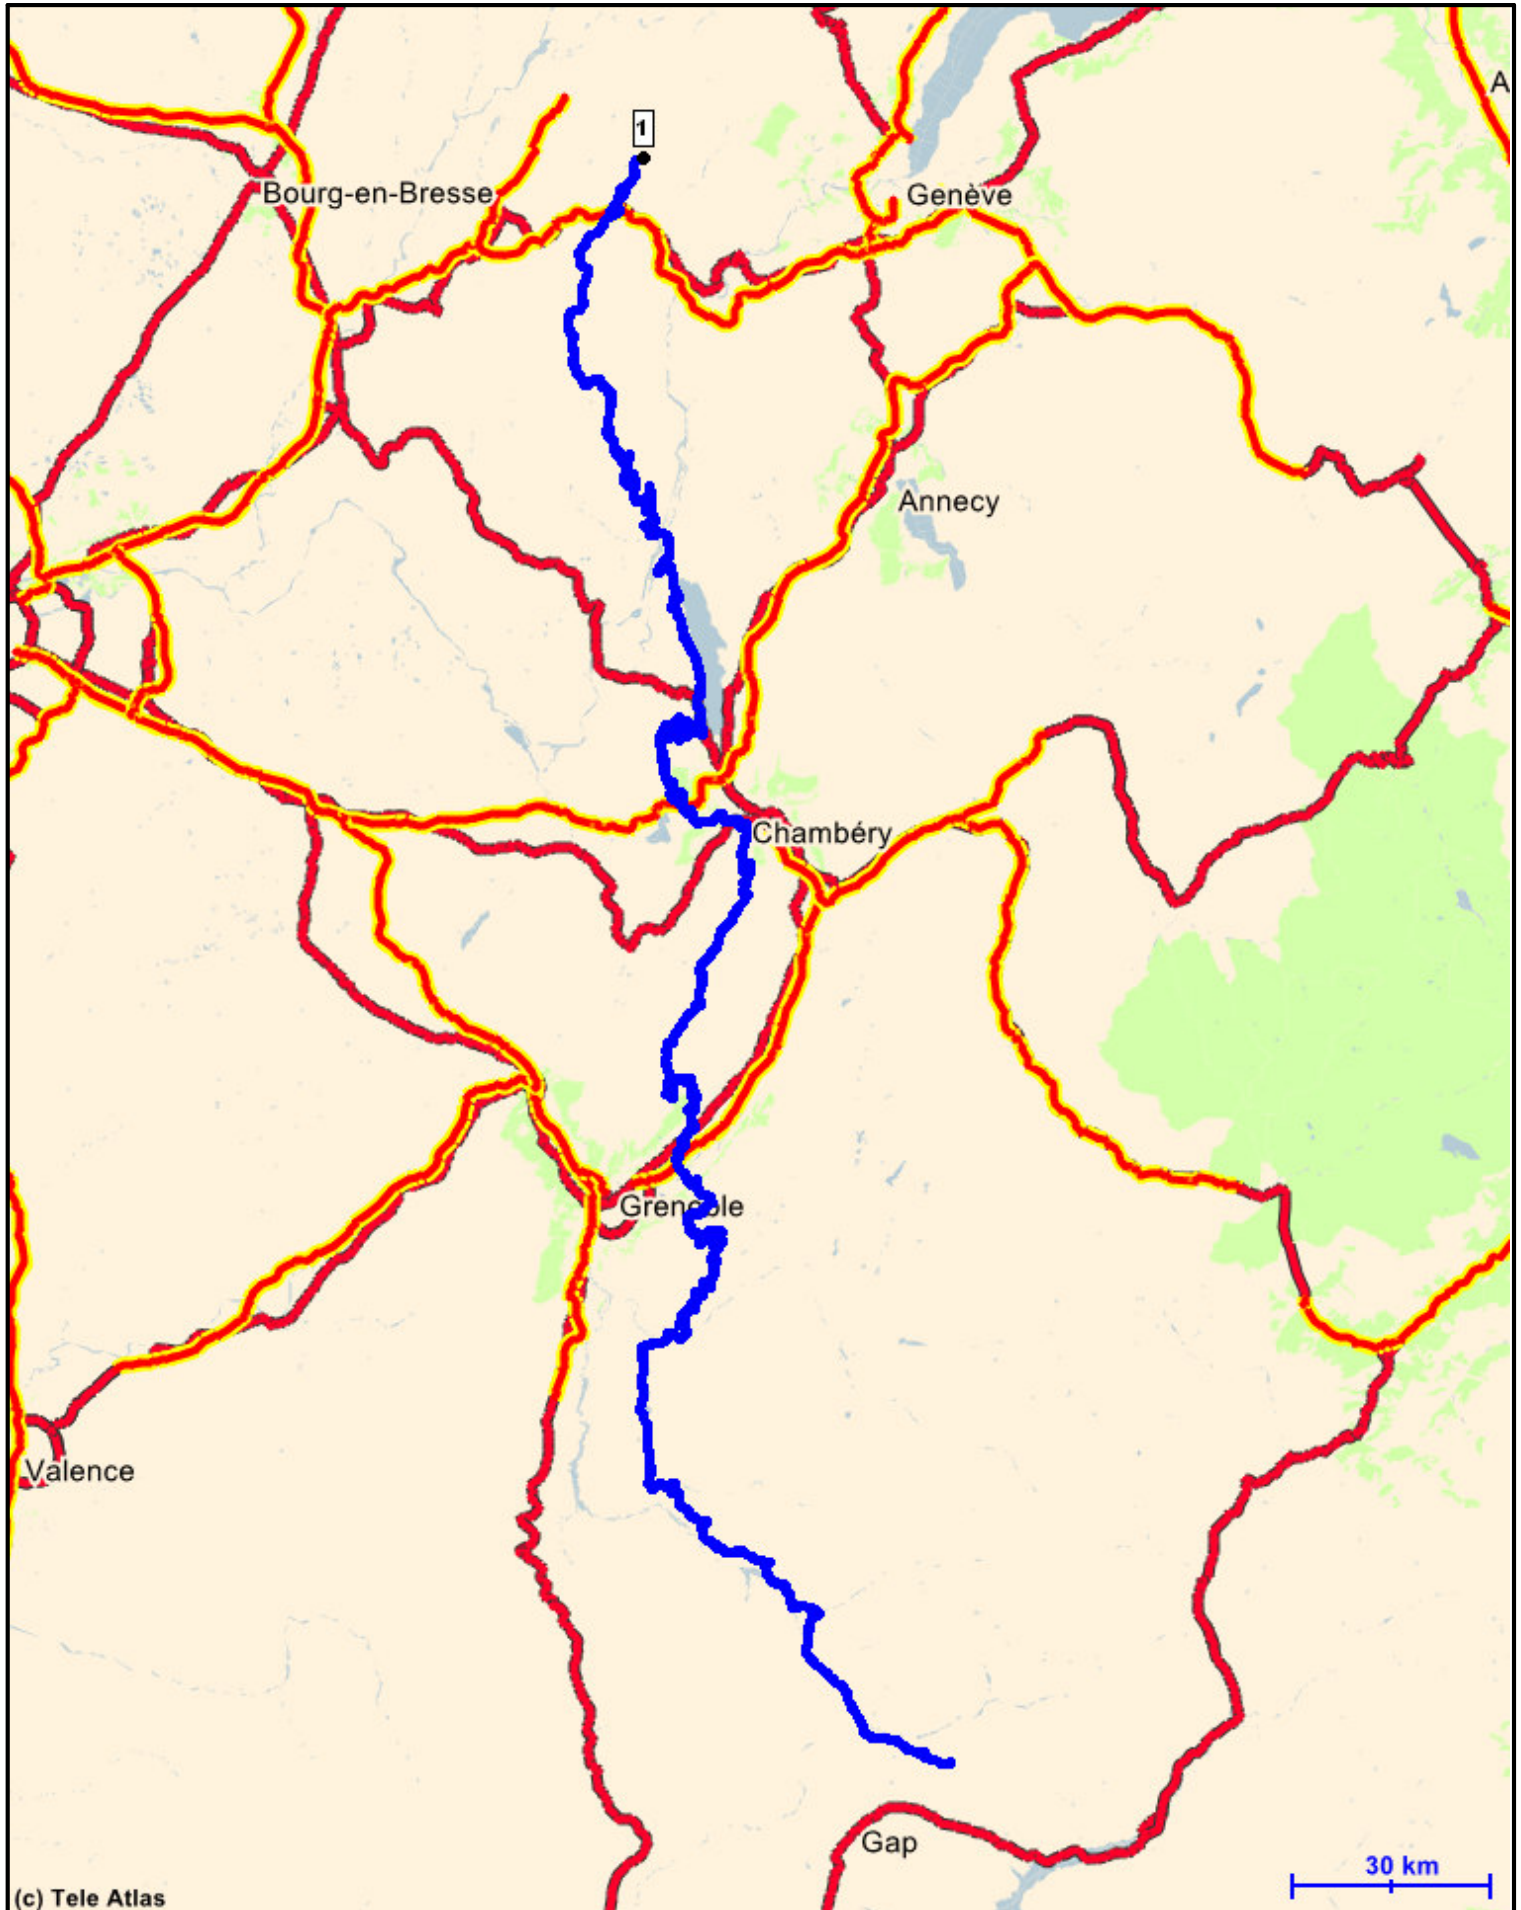 A
1
Bourg-en-Bresse
Genève
Annecy
Chambéry
Grenoble
Valence
Gap
30 km
(c) Tele Atlas